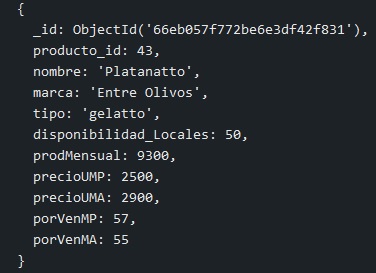 {
_id: ObjectId('66eb057f772be6e3df42f831'),
producto_id: 43,
nombre: 'Platanatto',
marca: 'Entre Olivos',
tipo: 'gelatto',
disponibilidad_Locales: 50,
prodMensual: 9300,
precioUMP: 2500,
precioUMA: 2900,
porVenMP: 57,
porVenMA: 55
}